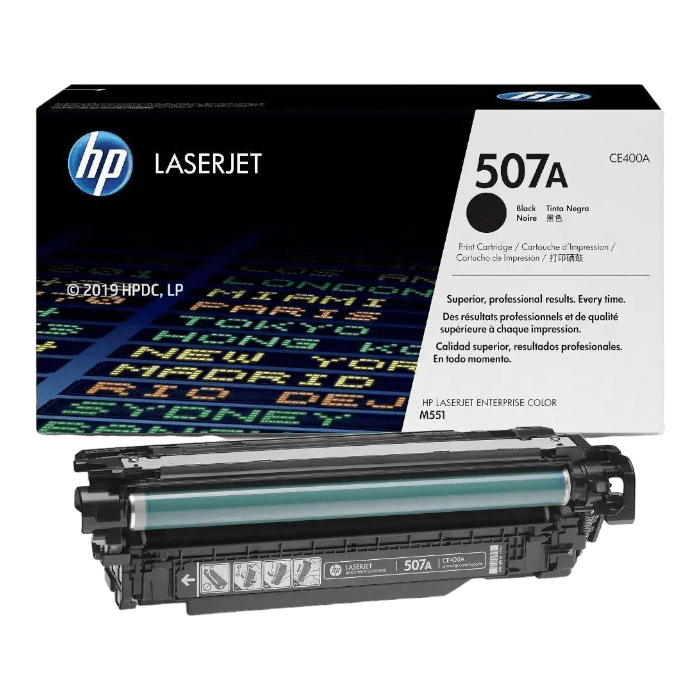 hp
hp
LASERJET
507A
CE400A
Black Tinta Negra
Noire 黑色
Print Cartridge / Cartouche d'Impression /
Cartucho de Impresión / 打印硒鼓
© 2019 HPDC, LP
Superior, professional results. Every time.
Des résultats professionnels et de qualité
supérieure à chaque impression.
Calidad superior, resultados profesionales.
En todo momento.
HP LASERJET ENTERPRISE COLOR
M551
LONDON
MIAMI
PARIS
TOKYO
HONG
NEW YORK
MADRID
RIO DE
SYDNEY
hp
LASERJET
507A
CE400A